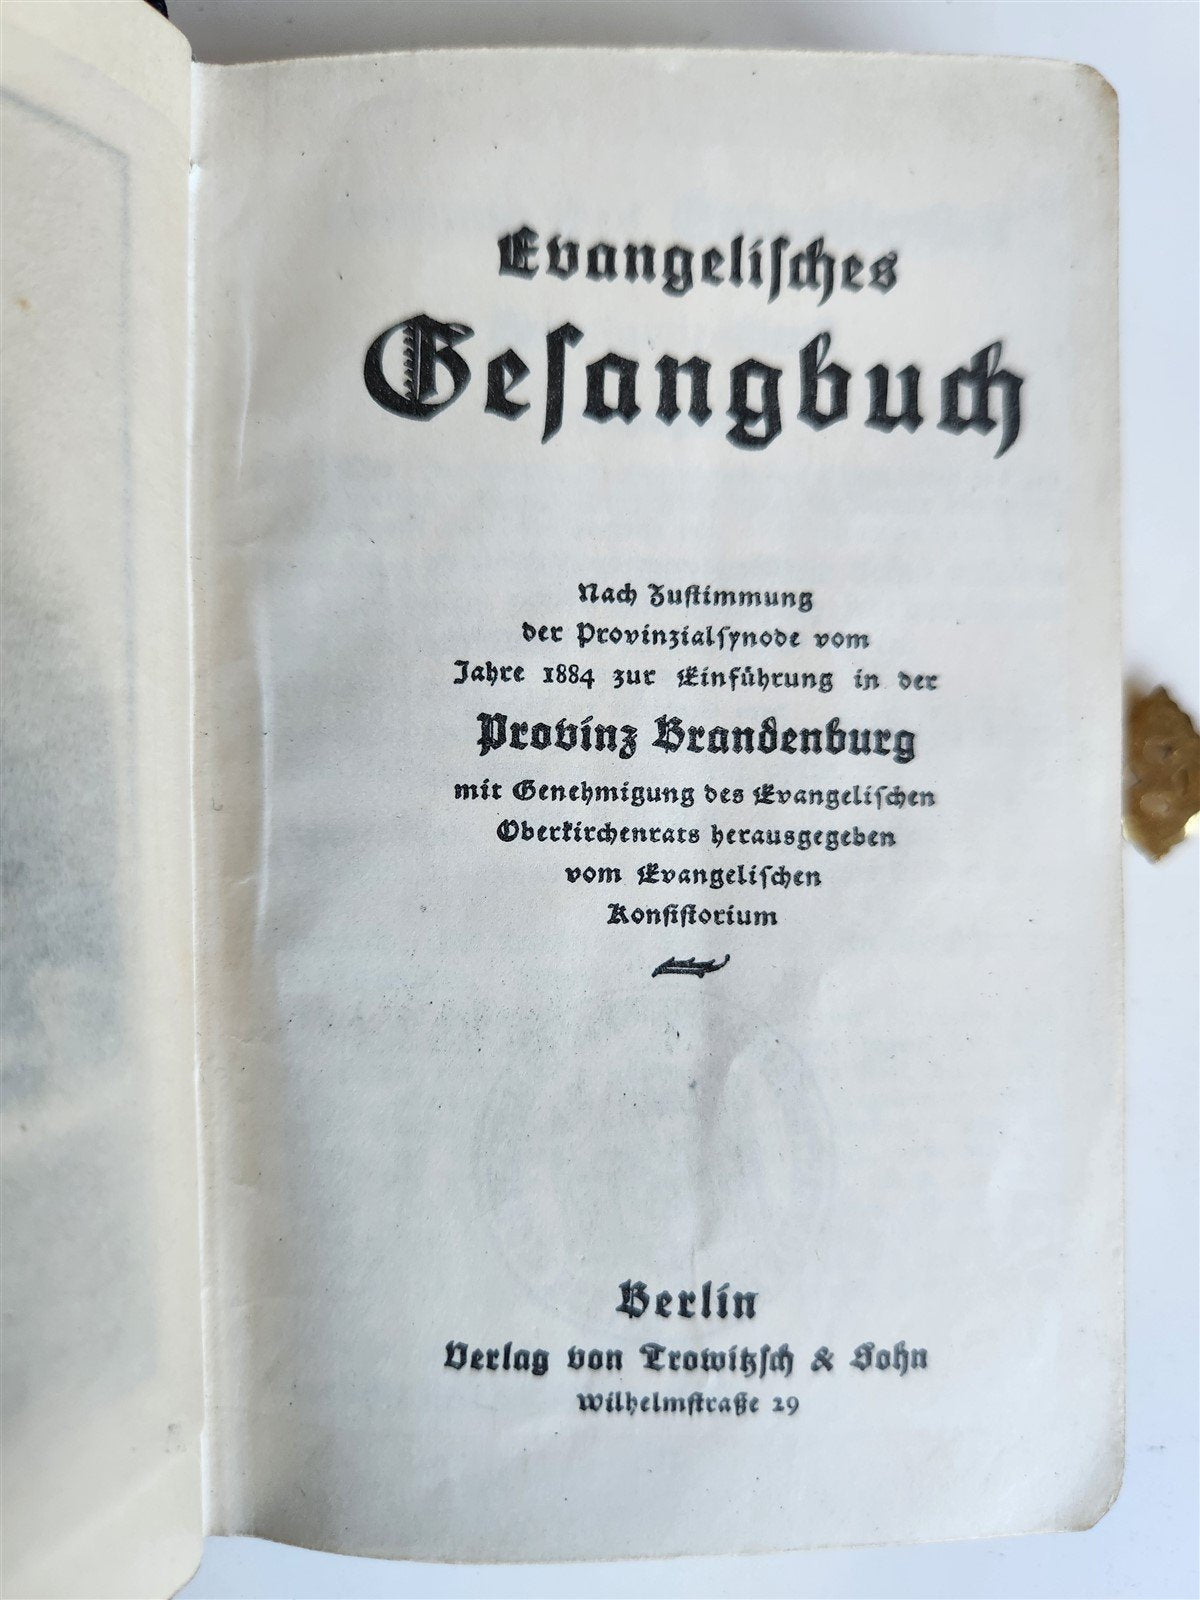 Evangeliſches
Geſangbuch
Nach Zuſtimmung
der Provinzialſynode vom
Jahre 1884 zur Einführung in der
Provinz Brandenburg
mit Genehmigung des Evangeliſchen
Oberkirchenrats herausgegeben
vom Evangeliſchen
Konſiſtorium
Berlin
Verlag von Trowitzſch & Sohn
Wilhelmſtraße 29